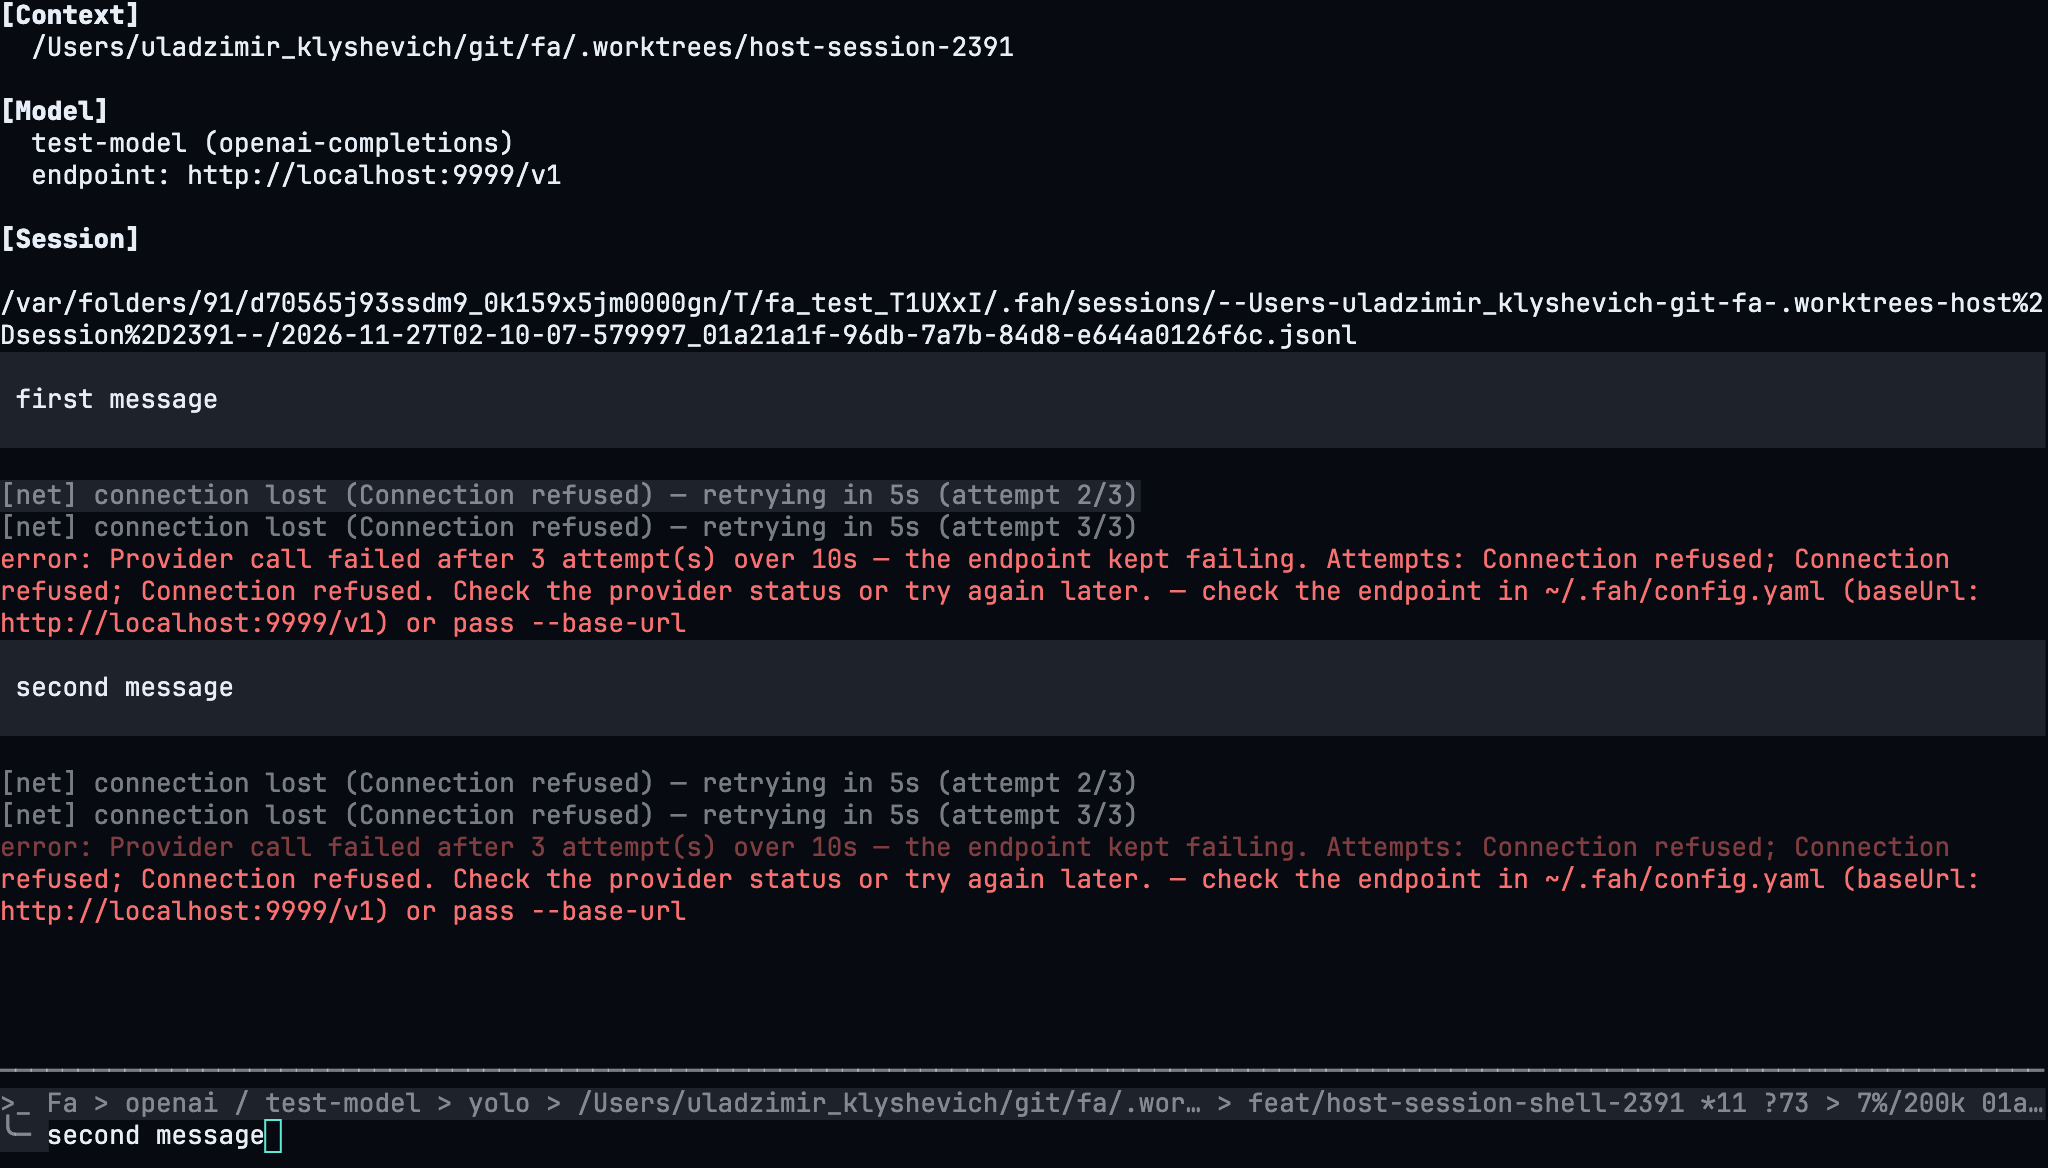 [Context]
/Users/uladzimir_klyshevich/git/fa/.worktrees/host-session-2391
[Model]
test-model (openai-completions)
endpoint: http://localhost:9999/v1
[Session]
/var/folders/91/d70565j93ssdm9_0k159x5jm0000gn/T/fa_test_T1UXxI/.fah/sessions/--Users-uladzimir_klyshevich-git-fa-.worktrees-host%2
Dsession%2D2391--/2026-11-27T02-10-07-579997_01a21a1f-96db-7a7b-84d8-e644a0126f6c.jsonl
first message
[net] connection lost (Connection refused) — retrying in 5s (attempt 2/3)
[net] connection lost (Connection refused) — retrying in 5s (attempt 3/3)
error: Provider call failed after 3 attempt(s) over 10s — the endpoint kept failing. Attempts: Connection refused; Connection
refused; Connection refused. Check the provider status or try again later. — check the endpoint in ~/.fah/config.yaml (baseUrl:
http://localhost:9999/v1) or pass --base-url
second message
[net] connection lost (Connection refused) — retrying in 5s (attempt 2/3)
[net] connection lost (Connection refused) — retrying in 5s (attempt 3/3)
error: Provider call failed after 3 attempt(s) over 10s — the endpoint kept failing. Attempts: Connection refused; Connection
refused; Connection refused. Check the provider status or try again later. — check the endpoint in ~/.fah/config.yaml (baseUrl:
http://localhost:9999/v1) or pass --base-url
>_ Fa > openai / test-model > yolo > /Users/uladzimir_klyshevich/git/fa/.wor… > feat/host-session-shell-2391 *11 ?73 > 7%/200k 01a…
second message